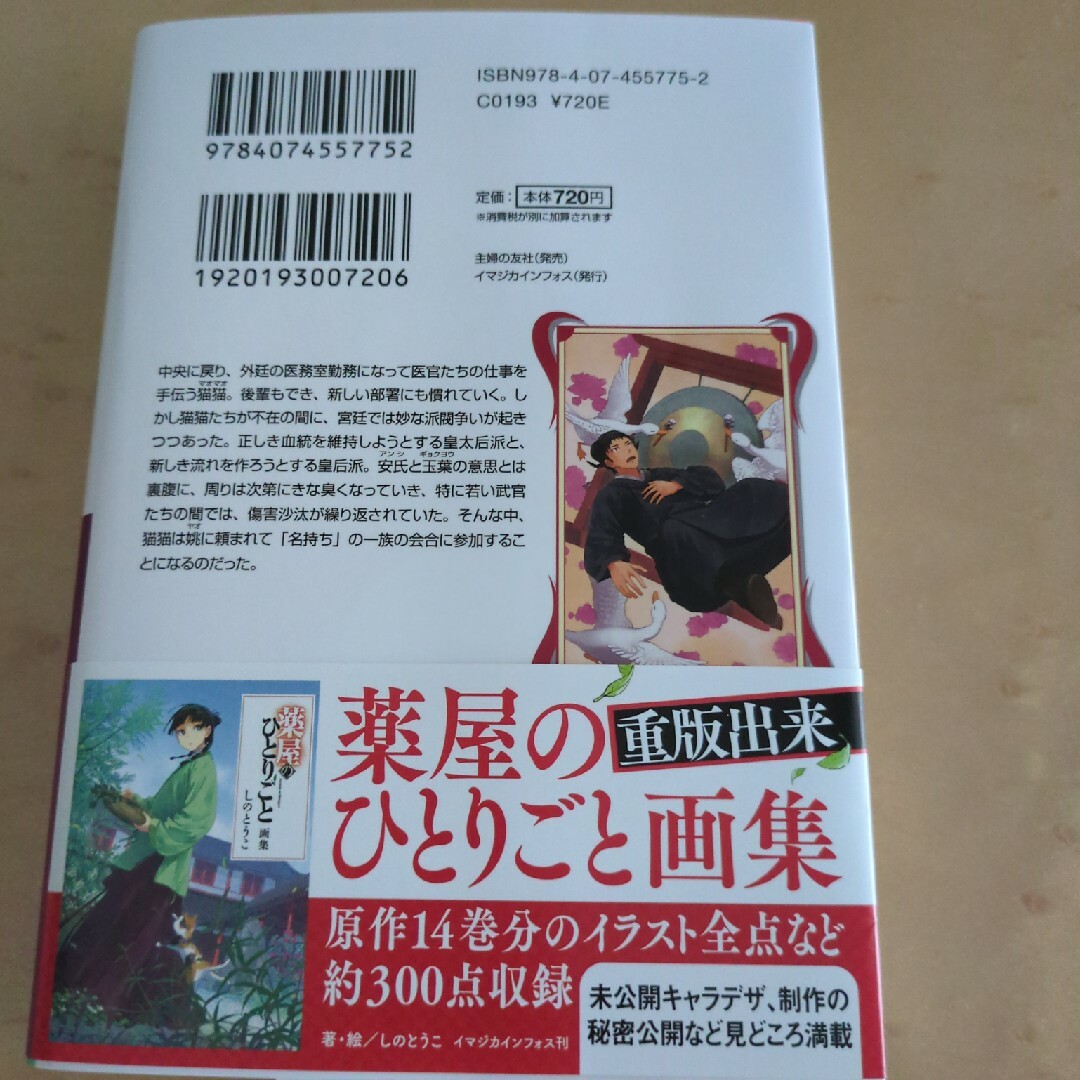 ISBN978-4-07-455775-2
C0193 ¥720E
9784074557752
定価：本体720円
※消費税が別に加算されます
1920193007206
主婦の友社（発売）
イマジカインフォス（発行）
中央に戻り、外廷の医務室勤務になって医官たちの仕事を
マオマオ
手伝う猫猫。後輩もでき、新しい部署にも慣れていく。し
かし猫猫たちが不在の間に、宮廷では妙な派閥争いが起き
つつあった。正しき血統を維持しようとする皇太后派と、
新しき流れを作ろうとする皇后派。
アンシ ギョクヨウ
安氏と玉葉の意思とは
裏腹に、周りは次第にきな臭くなっていき、特に若い武官
たちの間では、傷害沙汰が繰り返されていた。そんな中、
ヤオ
猫猫は姚に頼まれて「名持ち」の一族の会合に参加するこ
とになるのだった。
薬屋の
ひとりごと
画集
しのとうこ
薬屋の
重版出来
ひとりごと画集
原作14巻分のイラスト全点など
約300点収録
未公開キャラデザ、制作の
秘密公開など見どころ満載
著・絵／しのとうこ イマジカインフォス刊